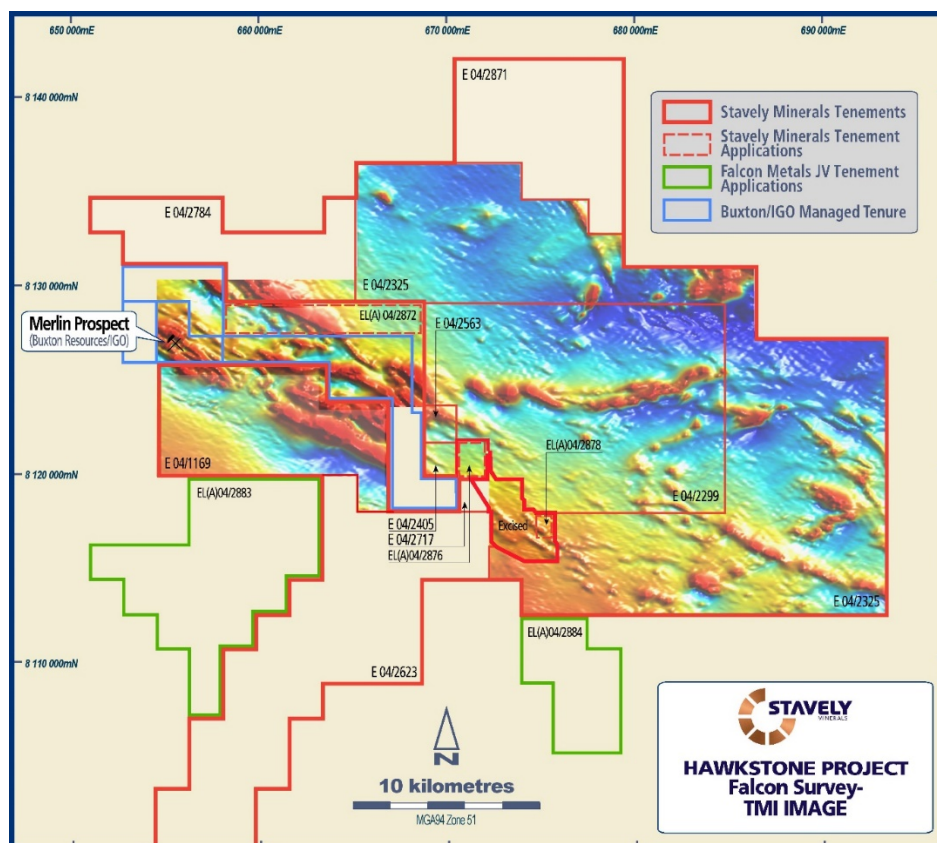 650 000mE
660 000mE
670 000mE
680 000mE
690 000mE
8 140 000mN
8 130 000mN
8 120 000mN
8 110 000mN
E 04/2871
Stavely Minerals Tenements
Stavely Minerals Tenement
Applications
Falcon Metals JV Tenement
Applications
Buxton/IGO Managed Tenure
E 04/2784
E 04/2325
EL(A) 04/2872
E 04/2563
Merlin Prospect
(Buxton Resources/IGO)
E 04/1169
EL(A)04/2878
EL(A)04/2883
E 04/2299
E 04/2405
E 04/2717
EL(A)04/2876
Excised
E 04/2325
EL(A)04/2884
E 04/2623
N
10 kilometres
MGA94 Zone 51
STAVELY
MINERALS
HAWKSTONE PROJECT
Falcon Survey-
TMI IMAGE